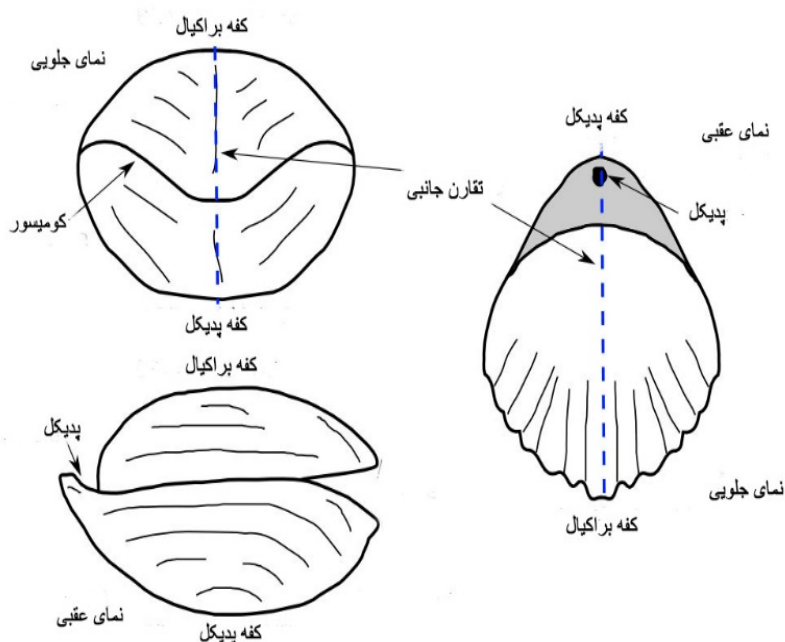 کفه براکیال
نمای جلویی
کومیسور
کفه پدیکل
تقارن جانبی
کفه پدیکل
نمای عقبی
پدیکل
نمای جلویی
کفه براکیال
کفه براکیال
پدیکل
نمای عقبی
کفه پدیکل